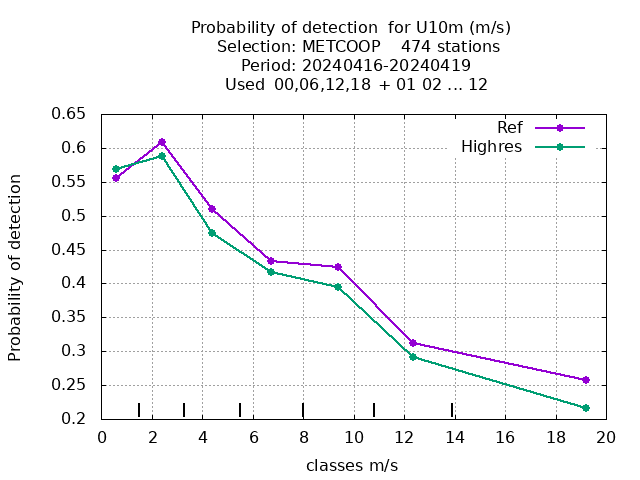 Probability of detection  for U10m (m/s)
Selection: METCOOP    474 stations
Period: 20240416-20240419
Used  00,06,12,18 + 01 02 ... 12
Ref
Highres
0.65
0.6
0.55
0.5
0.45
0.4
0.35
0.3
0.25
0.2
Probability of detection
0 2 4 6 8 10 12 14 16 18 20
classes m/s